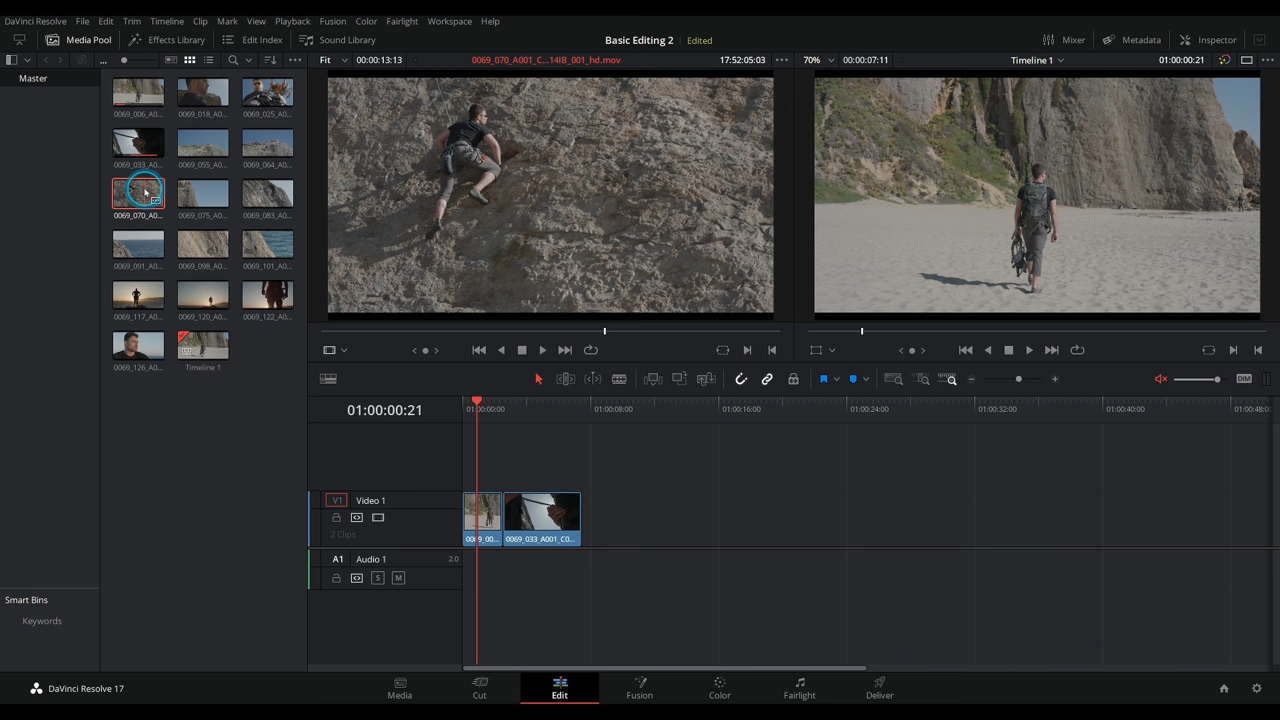 DaVinci Resolve File Edit Trim Timeline Clip Mark View Playback Fusion Color Fairlight Workspace Help
Media Pool Effects Library Edit Index Sound Library Basic Editing 2 Edited Mixer Metadata Inspector
... Fit 00:00:13:13 0069_070_A001_C...14IB_001_hd.mov 17:52:05:03 70% 00:00:07:11 Timeline 1 01:00:00:21
Master
0069_006_A0... 0069_018_A0... 0069_025_A0...
0069_033_A0... 0069_055_A0... 0069_064_A0...
0069_070_A0... 0069_075_A0... 0069_083_A0...
0069_091_A0... 0069_098_A0... 0069_101_A0...
0069_117_A0... 0069_120_A0... 0069_122_A0...
0069_126_A0... Timeline 1
DIM
01:00:00:21 01:00:00:00 01:00:08:00 01:00:16:00 01:00:24:00 01:00:32:00 01:00:40:00 01:00:48:0
V1 Video 1
2 Clips
0069_00... 0069_033_A001_C0...
A1 Audio 1 2.0
S M
Smart Bins
Keywords
DaVinci Resolve 17 Media Cut Edit Fusion Color Fairlight Deliver